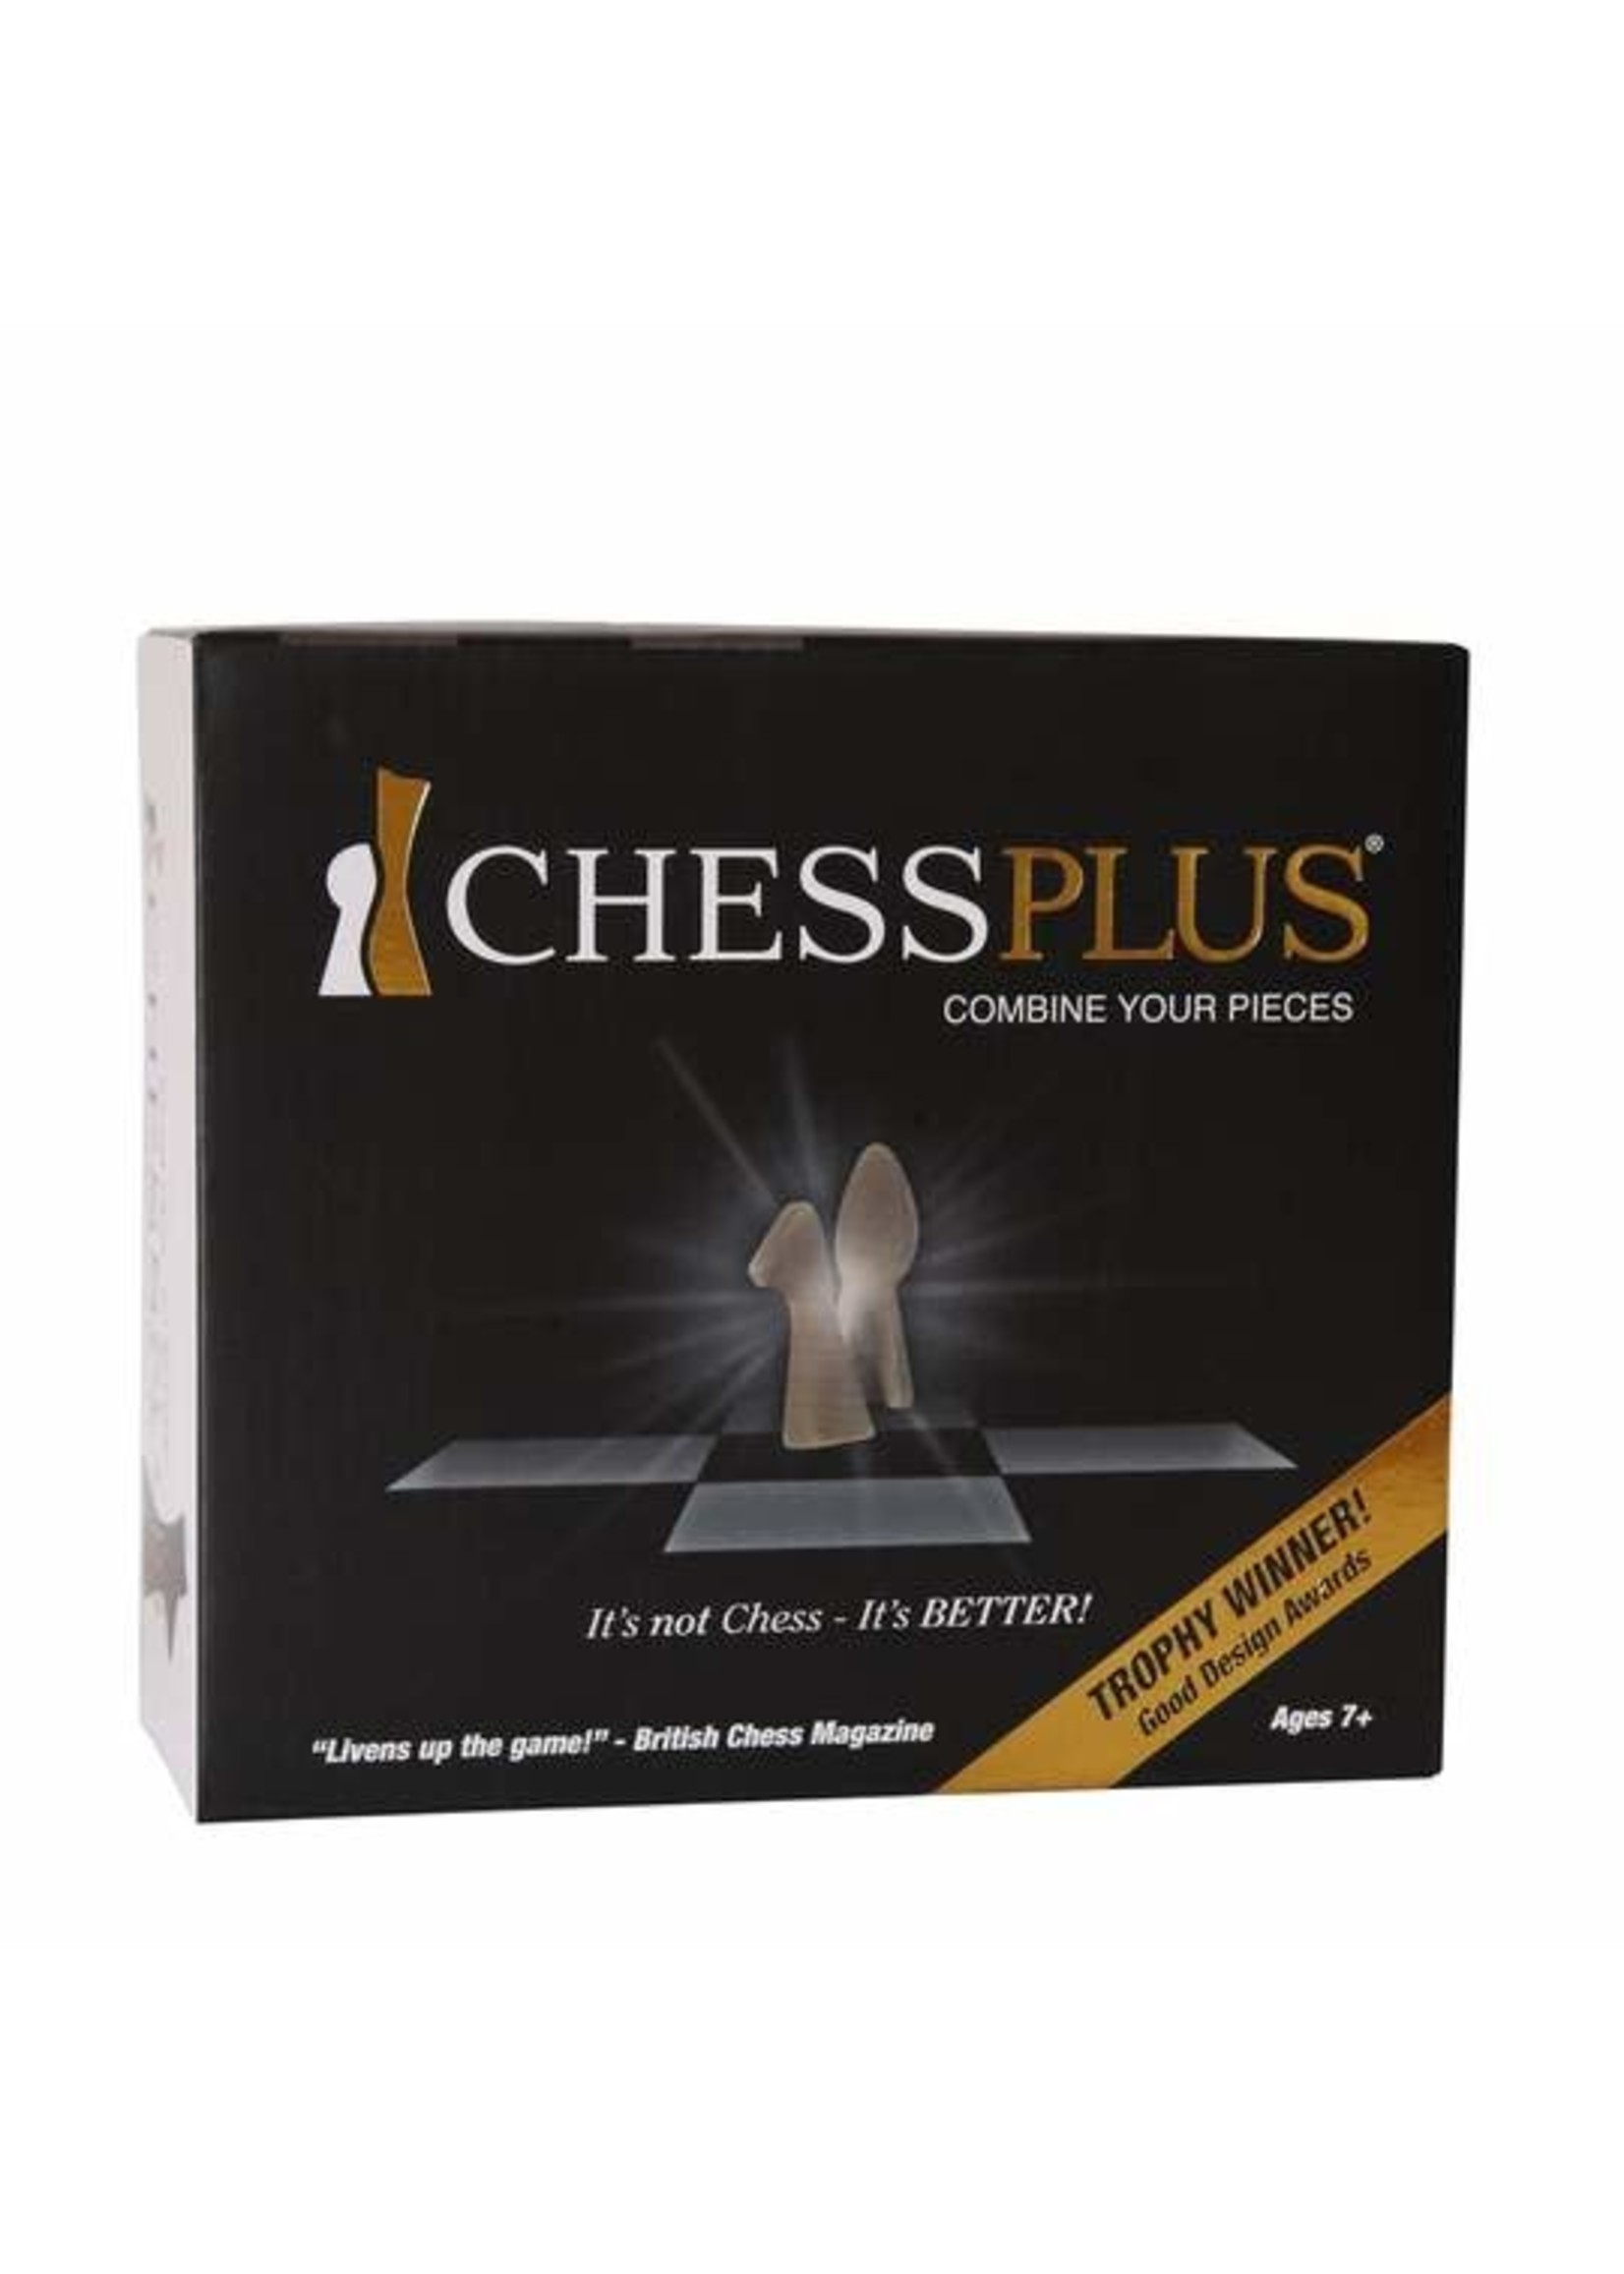 CHESSPLUS®
COMBINE YOUR PIECES
It's not Chess - It's BETTER!
TROPHY WINNER!
Good Design Awards
"Livens up the game!" - British Chess Magazine
Ages 7+